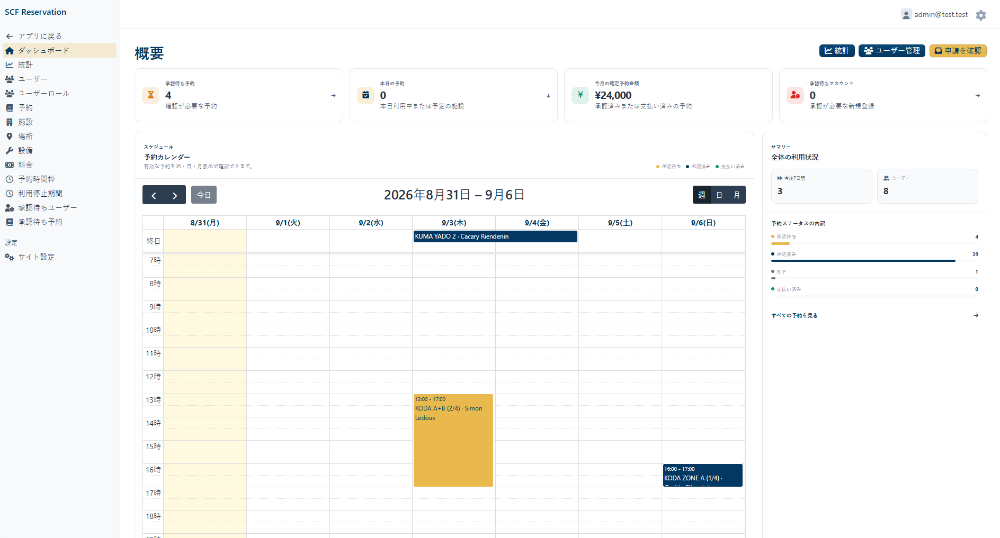 SCF Reservation
admin@test.test
アプリに戻る
ダッシュボード
統計
ユーザー
ユーザーロール
予約
施設
場所
設備
料金
予約時間枠
利用停止期間
承認待ちユーザー
承認待ち予約
設定
サイト設定
概要
統計
ユーザー管理
申請を確認
承認待ち予約
4
確認が必要な予約
本日の予約
0
本日利用中または予定の施設
今月の確定予約金額
¥24,000
承認済みまたは支払い済みの予約
承認待ちアカウント
0
承認が必要な新規登録
スケジュール
予約カレンダー
有効な予約を週・日・月表示で確認できます。
承認待ち
承認済み
支払い済み
今日
2026年8月31日 – 9月6日
週 日 月
8/31(月) 9/1(火) 9/2(水) 9/3(木) 9/4(金) 9/5(土) 9/6(日)
終日
KUMA YADO 2 · Cacary Riendenin
7時
8時
9時
10時
11時
12時
13時
13:00 - 17:00
KODA A+B (2/4) · Simon
Ledoux
14時
15時
16時
16:00 - 17:00
KODA ZONE A (1/4) ·
17時
18時
サマリー
全体の利用状況
今後7日間
3
ユーザー
8
予約ステータスの内訳
承認待ち 4
承認済み 39
却下 1
支払い済み 0
すべての予約を見る